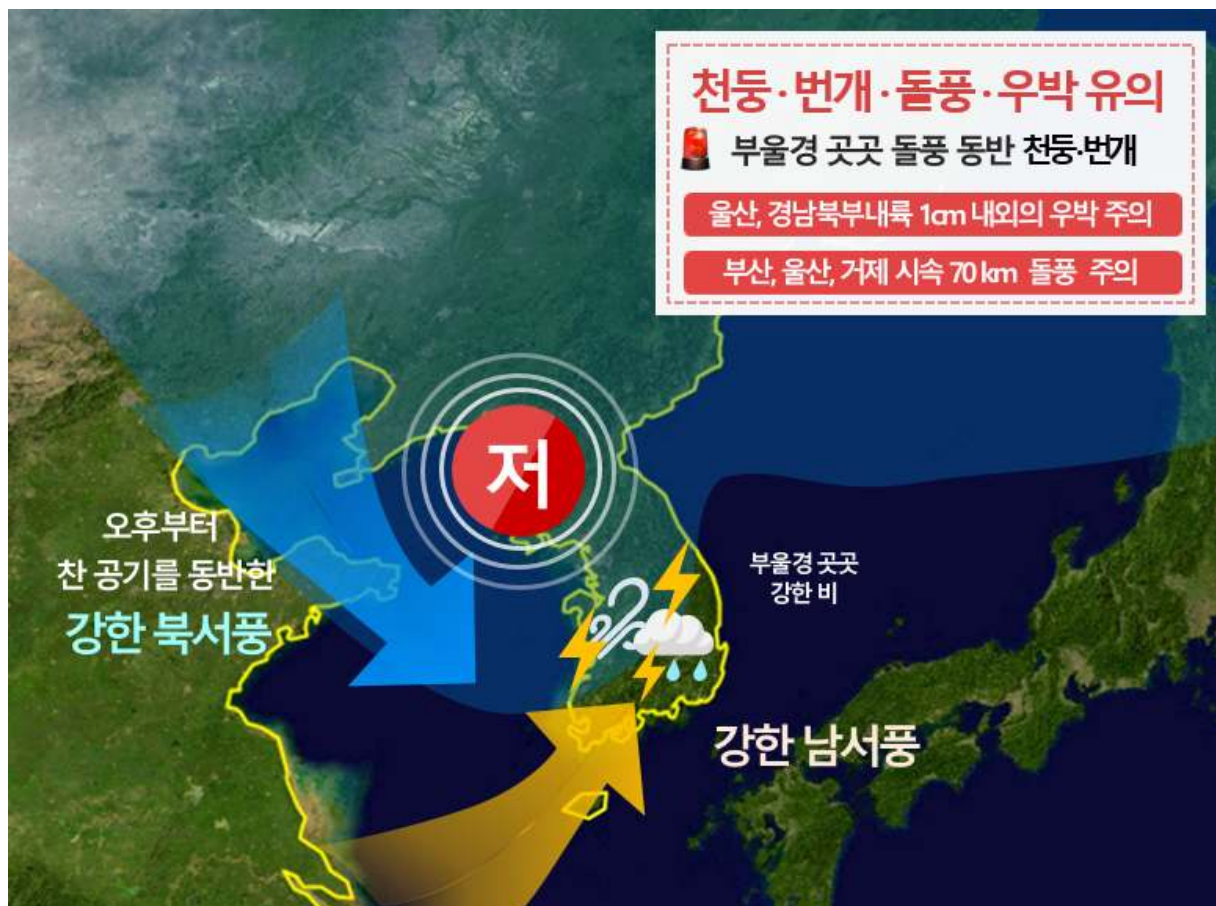 천둥·번개·돌풍·우박 유의
부울경 곳곳 돌풍 동반 천둥·번개
울산, 경남북부내륙 1cm 내외의 우박 주의
부산, 울산, 거제 시속 70 km 돌풍 주의
저
오후부터
찬 공기를 동반한
강한 북서풍
부울경 곳곳
강한 비
강한 남서풍